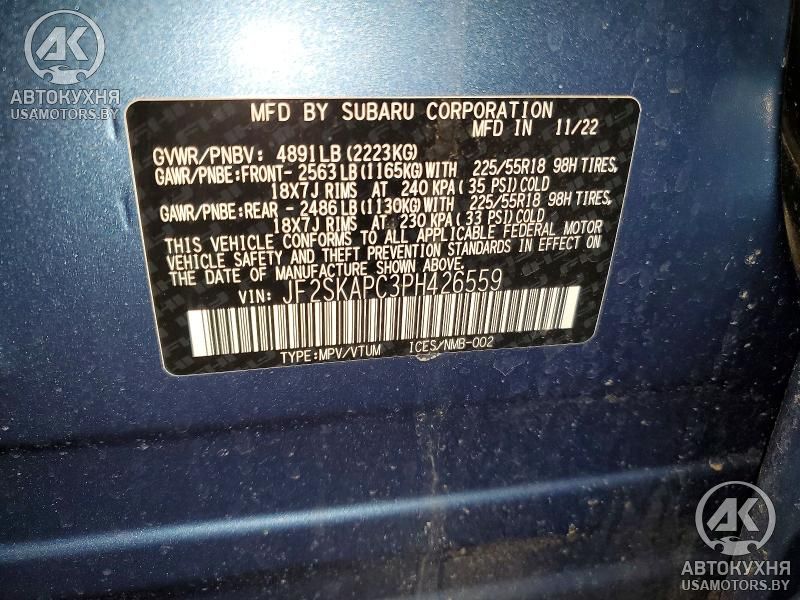 АК
АВТОКУХНЯ
USAMOTORS.BY
MFD BY SUBARU CORPORATION
MFD IN 11/22
GVWR/PNBV: 4891LB(2223KG)
GAWR/PNBE:FRONT- 2563LB(1165KG)WITH 225/55R18 98H TIRES,
18X7J RIMS AT 240 KPA(35 PSI)COLD
GAWR/PNBE:REAR - 2486LB(1130KG)WITH 225/55R18 98H TIRES,
18X7J RIMS AT 230 KPA(33 PSI)COLD
THIS VEHICLE CONFORMS TO ALL APPLICABLE FEDERAL MOTOR
VEHICLE SAFETY AND THEFT PREVENTION STANDARDS IN EFFECT ON
THE DATE OF MANUFACTURE SHOWN ABOVE.
VIN: JF2SKAPC3PH426559
TYPE:MPV/VTUM ICES/NMB-002
АК
АВТОКУХНЯ
USAMOTORS.BY